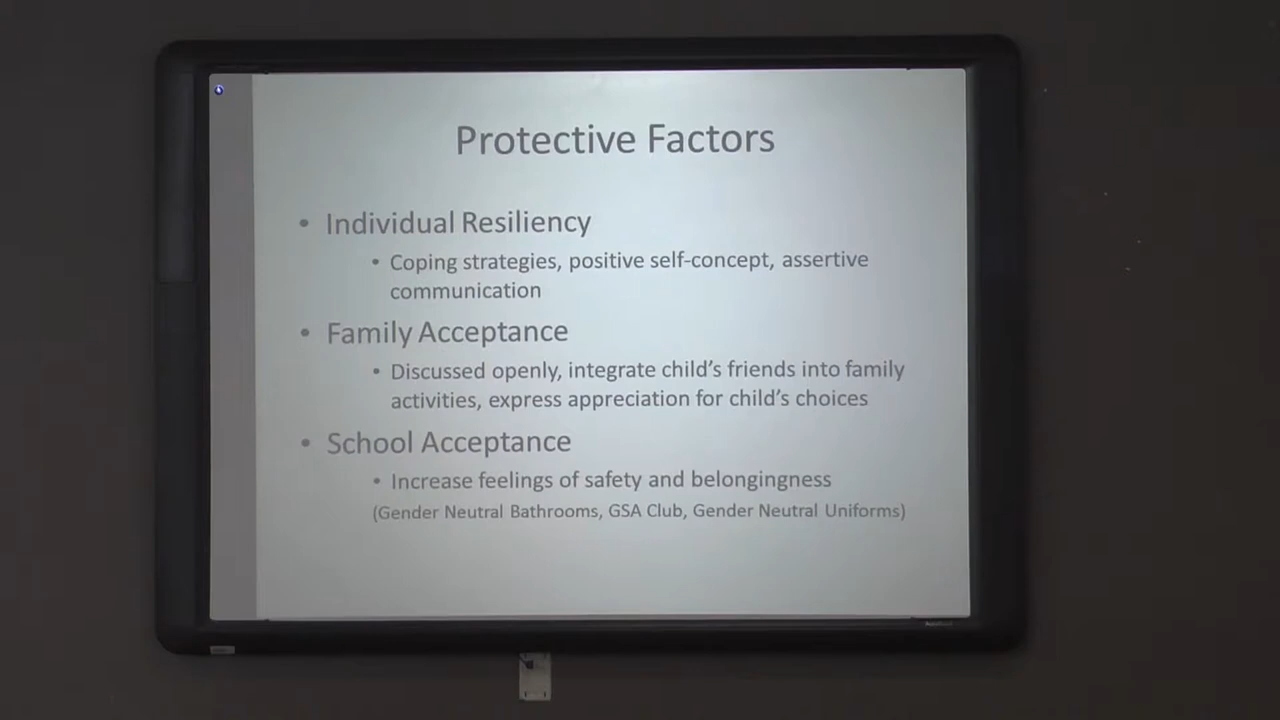 Protective Factors
• Individual Resiliency
• Coping strategies, positive self-concept, assertive
communication
• Family Acceptance
• Discussed openly, integrate child's friends into family
activities, express appreciation for child's choices
• School Acceptance
• Increase feelings of safety and belongingness
(Gender Neutral Bathrooms, GSA Club, Gender Neutral Uniforms)